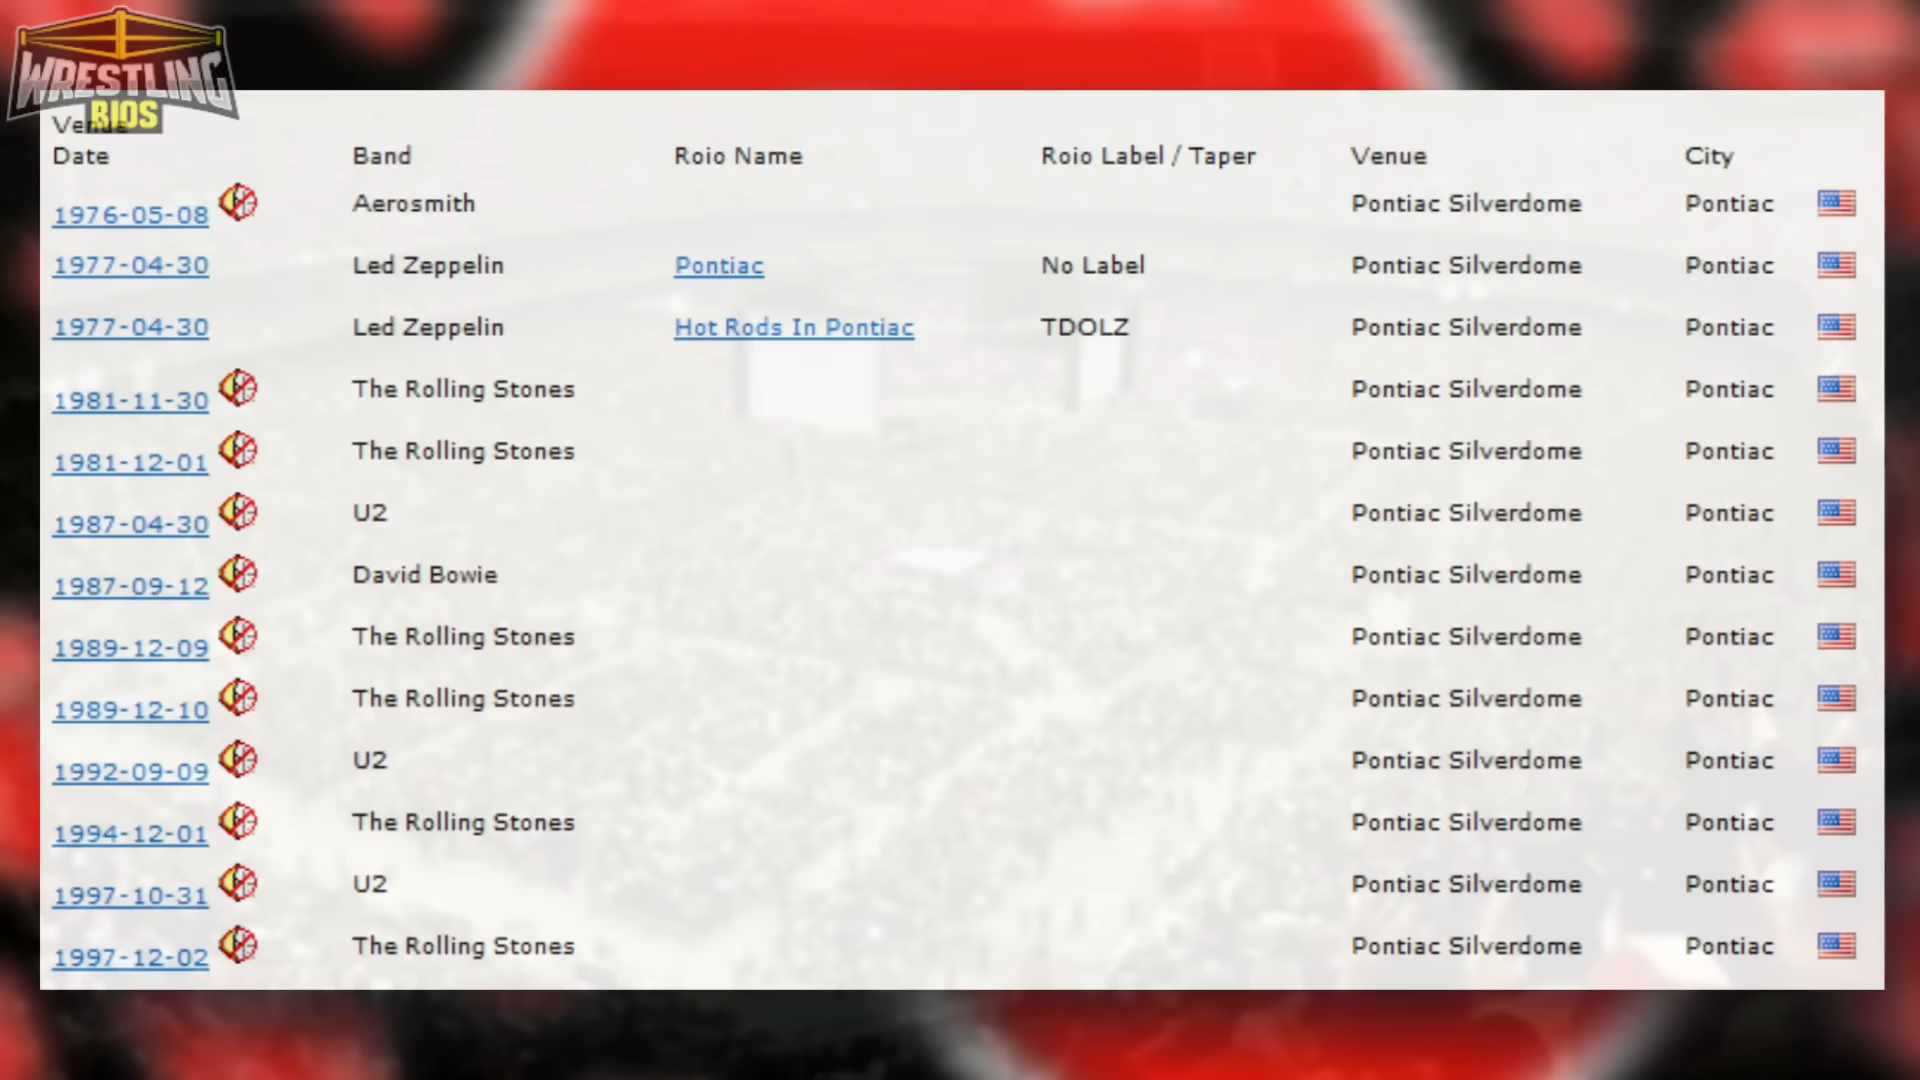 WRESTLING
BIOS
Venue
Date Band Roio Name Roio Label / Taper Venue City
1976-05-08 Aerosmith Pontiac Silverdome Pontiac
1977-04-30 Led Zeppelin Pontiac No Label Pontiac Silverdome Pontiac
1977-04-30 Led Zeppelin Hot Rods In Pontiac TDOLZ Pontiac Silverdome Pontiac
1981-11-30 The Rolling Stones Pontiac Silverdome Pontiac
1981-12-01 The Rolling Stones Pontiac Silverdome Pontiac
1987-04-30 U2 Pontiac Silverdome Pontiac
1987-09-12 David Bowie Pontiac Silverdome Pontiac
1989-12-09 The Rolling Stones Pontiac Silverdome Pontiac
1989-12-10 The Rolling Stones Pontiac Silverdome Pontiac
1992-09-09 U2 Pontiac Silverdome Pontiac
1994-12-01 The Rolling Stones Pontiac Silverdome Pontiac
1997-10-31 U2 Pontiac Silverdome Pontiac
1997-12-02 The Rolling Stones Pontiac Silverdome Pontiac